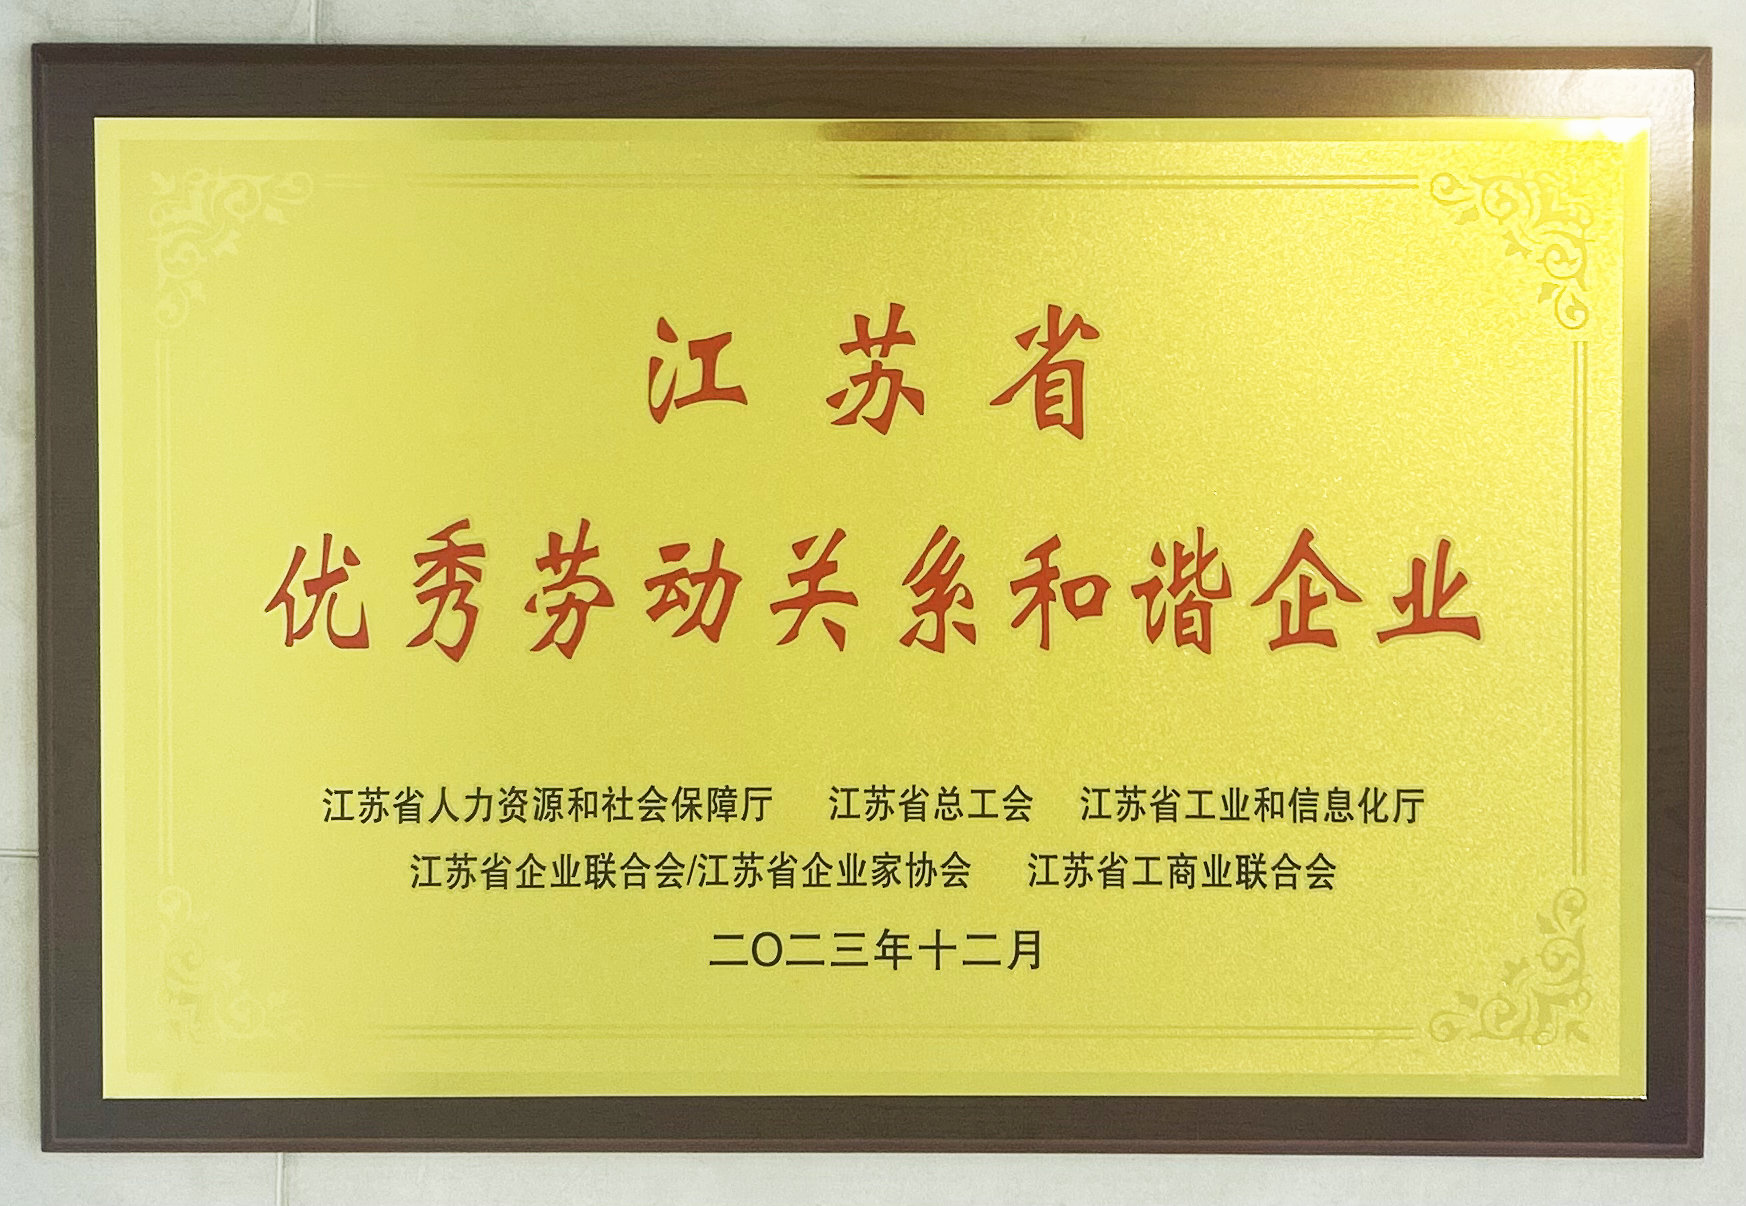 江苏省
优秀劳动关系和谐企业
江苏省人力资源和社会保障厅 江苏省总工会 江苏省工业和信息化厅
江苏省企业联合会/江苏省企业家协会 江苏省工商业联合会
二〇二三年十二月